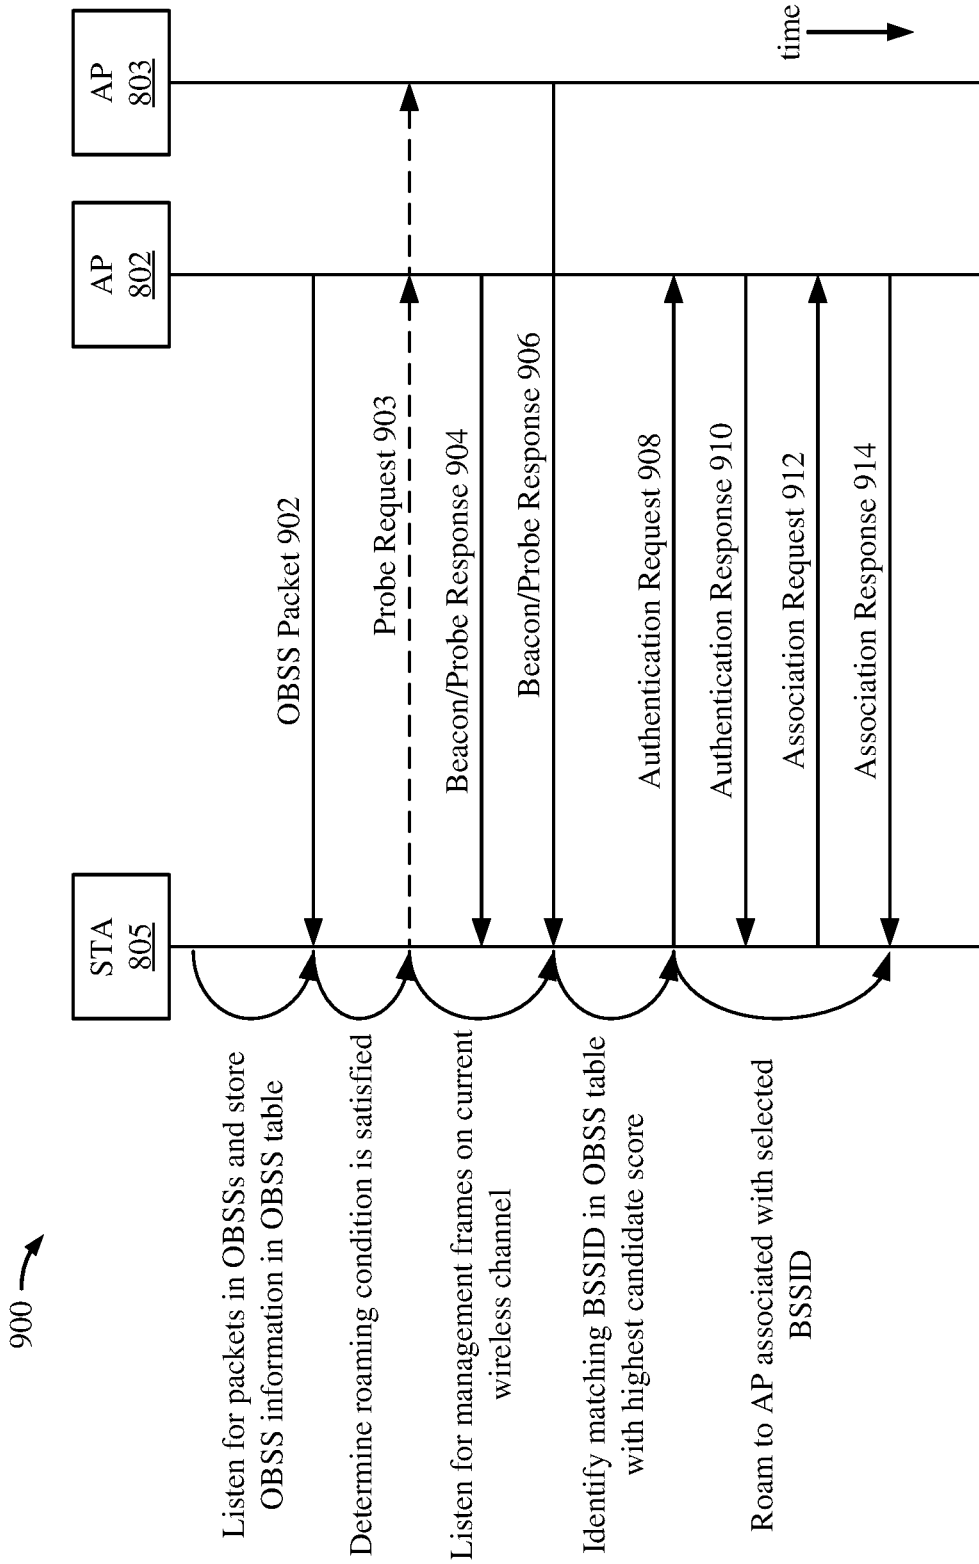 900
STA
805
AP
802
AP
803
time
Listen for packets in OBSSs and store
OBSS information in OBSS table
OBSS Packet 902
Determine roaming condition is satisfied
Probe Request 903
Listen for management frames on current
wireless channel
Beacon/Probe Response 904
Beacon/Probe Response 906
Identify matching BSSID in OBSS table
with highest candidate score
Authentication Request 908
Roam to AP associated with selected
BSSID
Authentication Response 910
Association Request 912
Association Response 914